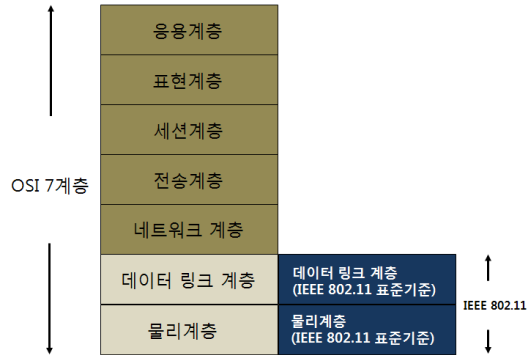 응용계층
표현계층
세션계층
OSI 7계층
전송계층
네트워크 계층
데이터 링크 계층
데이터 링크 계층
(IEEE 802.11 표준기준)
IEEE 802.11
물리계층
물리계층
(IEEE 802.11 표준기준)